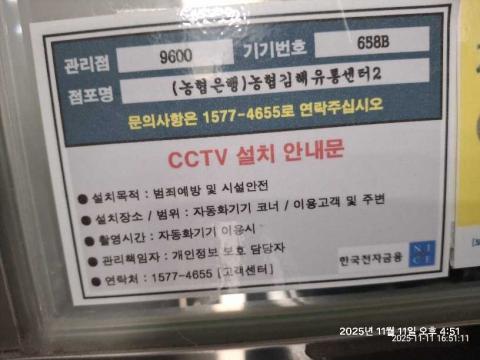 관리점 9600 기기번호 658B
점포명 (농협은행)농협김해유통센터2
문의사항은 1577-4655로 연락주십시오
CCTV 설치 안내문
● 설치목적 : 범죄예방 및 시설안전
● 설치장소 / 범위 : 자동화기기 코너 / 이용고객 및 주변
● 촬영시간 : 자동화기기 이용시
● 관리책임자 : 개인정보 보호 담당자
● 연락처 : 1577-4655 [고객센터]
한국전자금융 NICE
2025년 11월 11일 오후 4:51
2025-11-11 16:51:11